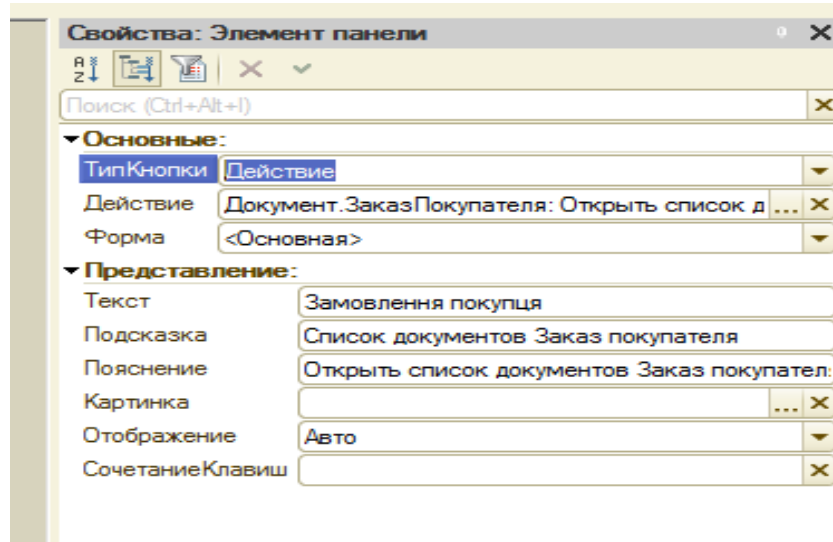 Свойства: Элемент панели
Поиск (Ctrl+Alt+I)
Основные:
ТипКнопки Действие
Действие Документ.ЗаказПокупателя: Открыть список д ...
Форма <Основная>
Представление:
Текст Замовлення покупця
Подсказка Список документов Заказ покупателя
Пояснение Открыть список документов Заказ покупател
Картинка ...
Отображение Авто
СочетаниеКлавиш